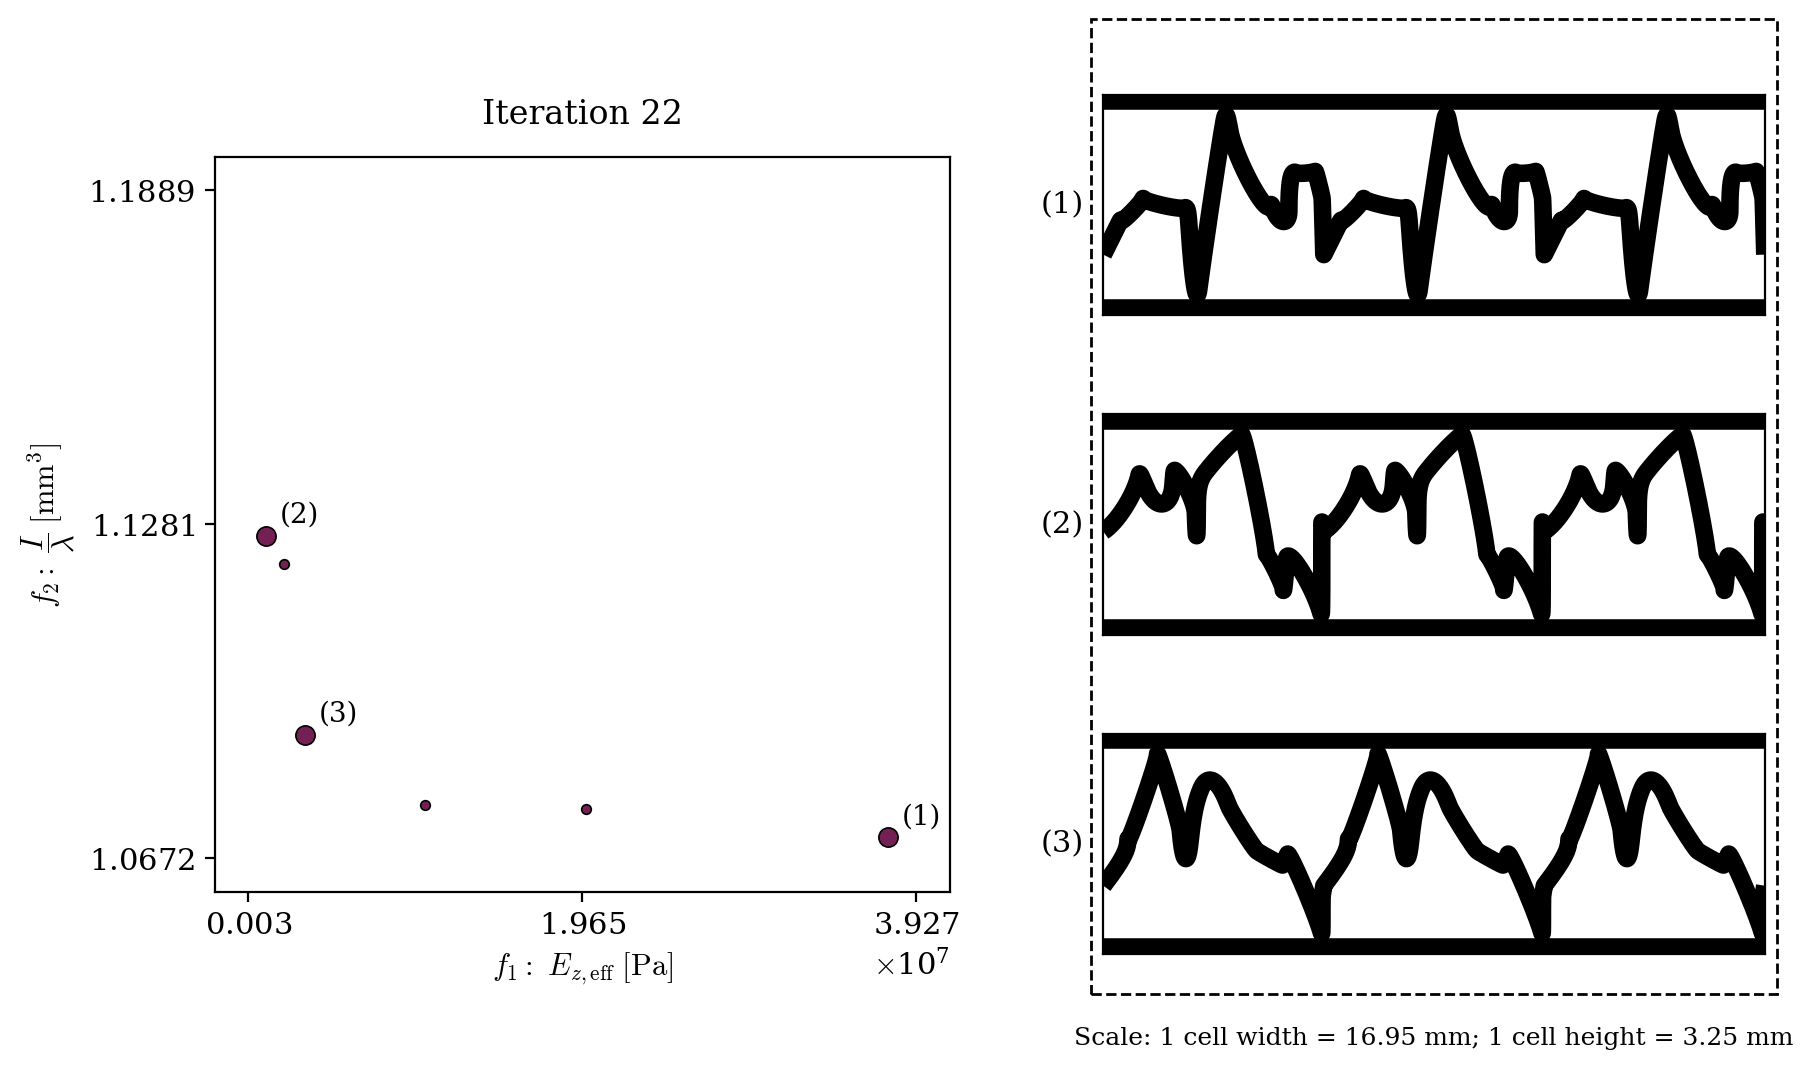 Iteration 22
1.1889
1.1281
1.0672
f₂ : I/λ [mm³]
(2)
(3)
(1)
0.003 1.965 3.927
×10⁷
f₁ : E_{z,eff} [Pa]
(1)
(2)
(3)
Scale: 1 cell width = 16.95 mm; 1 cell height = 3.25 mm